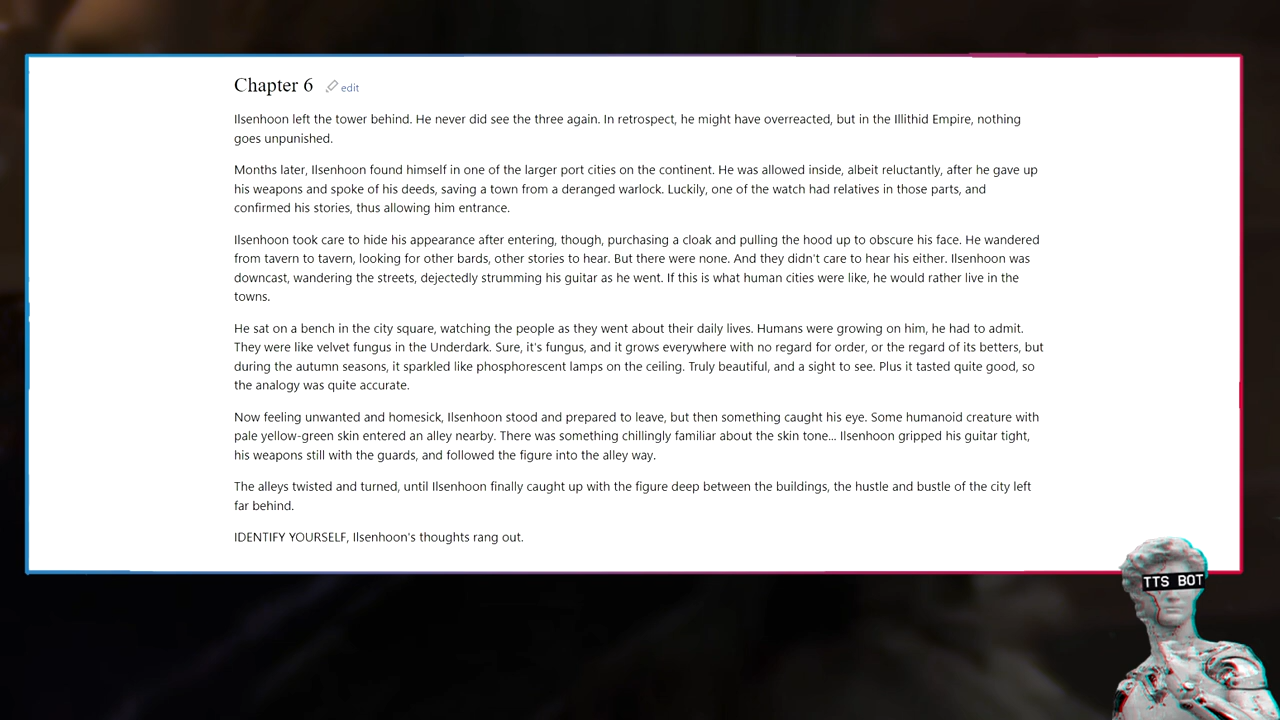 Chapter 6 edit
Ilsenhoon left the tower behind. He never did see the three again. In retrospect, he might have overreacted, but in the Illithid Empire, nothing
goes unpunished.
Months later, Ilsenhoon found himself in one of the larger port cities on the continent. He was allowed inside, albeit reluctantly, after he gave up
his weapons and spoke of his deeds, saving a town from a deranged warlock. Luckily, one of the watch had relatives in those parts, and
confirmed his stories, thus allowing him entrance.
Ilsenhoon took care to hide his appearance after entering, though, purchasing a cloak and pulling the hood up to obscure his face. He wandered
from tavern to tavern, looking for other bards, other stories to hear. But there were none. And they didn't care to hear his either. Ilsenhoon was
downcast, wandering the streets, dejectedly strumming his guitar as he went. If this is what human cities were like, he would rather live in the
towns.
He sat on a bench in the city square, watching the people as they went about their daily lives. Humans were growing on him, he had to admit.
They were like velvet fungus in the Underdark. Sure, it's fungus, and it grows everywhere with no regard for order, or the regard of its betters, but
during the autumn seasons, it sparkled like phosphorescent lamps on the ceiling. Truly beautiful, and a sight to see. Plus it tasted quite good, so
the analogy was quite accurate.
Now feeling unwanted and homesick, Ilsenhoon stood and prepared to leave, but then something caught his eye. Some humanoid creature with
pale yellow-green skin entered an alley nearby. There was something chillingly familiar about the skin tone... Ilsenhoon gripped his guitar tight,
his weapons still with the guards, and followed the figure into the alley way.
The alleys twisted and turned, until Ilsenhoon finally caught up with the figure deep between the buildings, the hustle and bustle of the city left
far behind.
IDENTIFY YOURSELF, Ilsenhoon's thoughts rang out.
TTS BOT